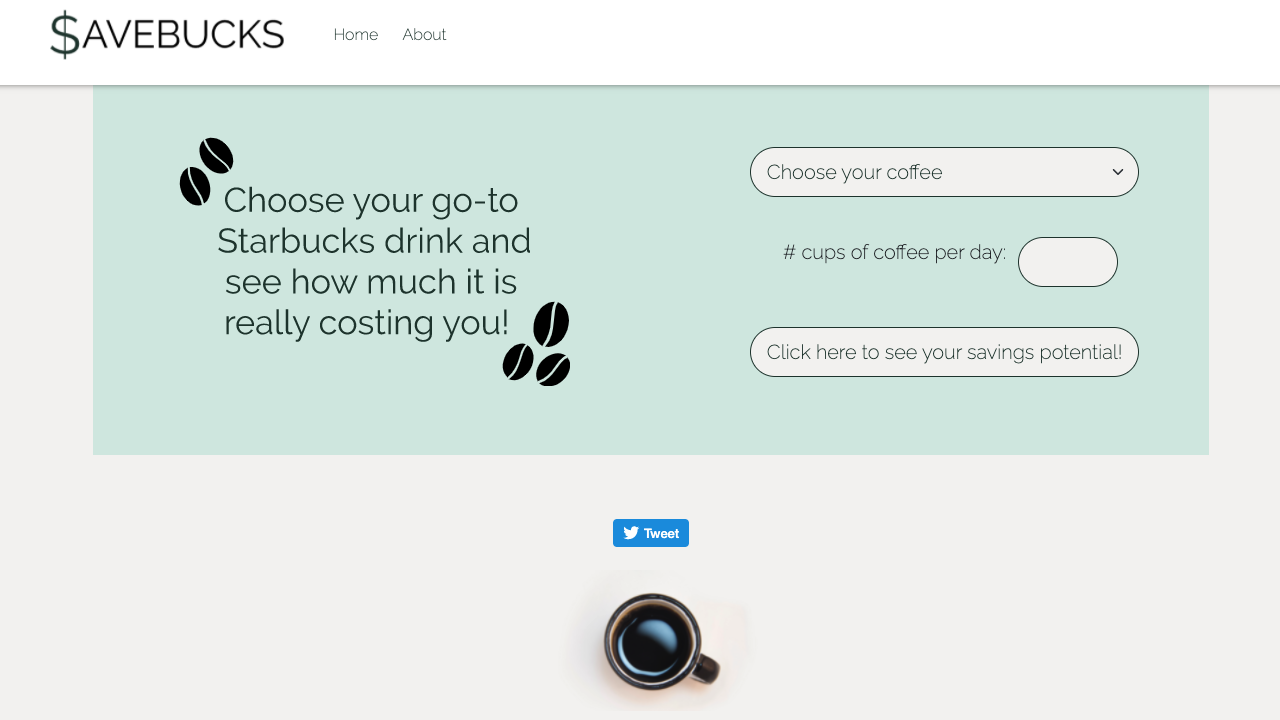 $AVEBUCKS
Home
About
Choose your go-to
Starbucks drink and
see how much it is
really costing you!
Choose your coffee
# cups of coffee per day:
Click here to see your savings potential!
Tweet